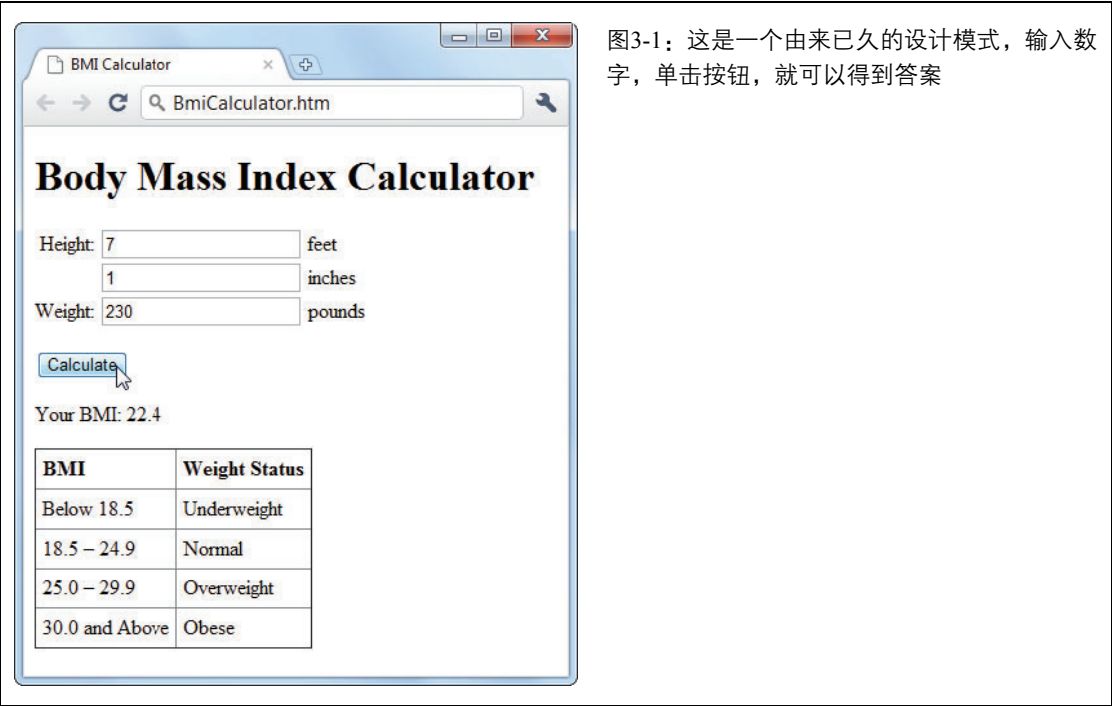 BMI Calculator
BmiCalculator.htm
Body Mass Index Calculator
Height: 7 feet
1 inches
Weight: 230 pounds
Calculate
Your BMI: 22.4
BMI Weight Status
Below 18.5 Underweight
18.5 – 24.9 Normal
25.0 – 29.9 Overweight
30.0 and Above Obese
图3-1：这是一个由来已久的设计模式，输入数
字，单击按钮，就可以得到答案